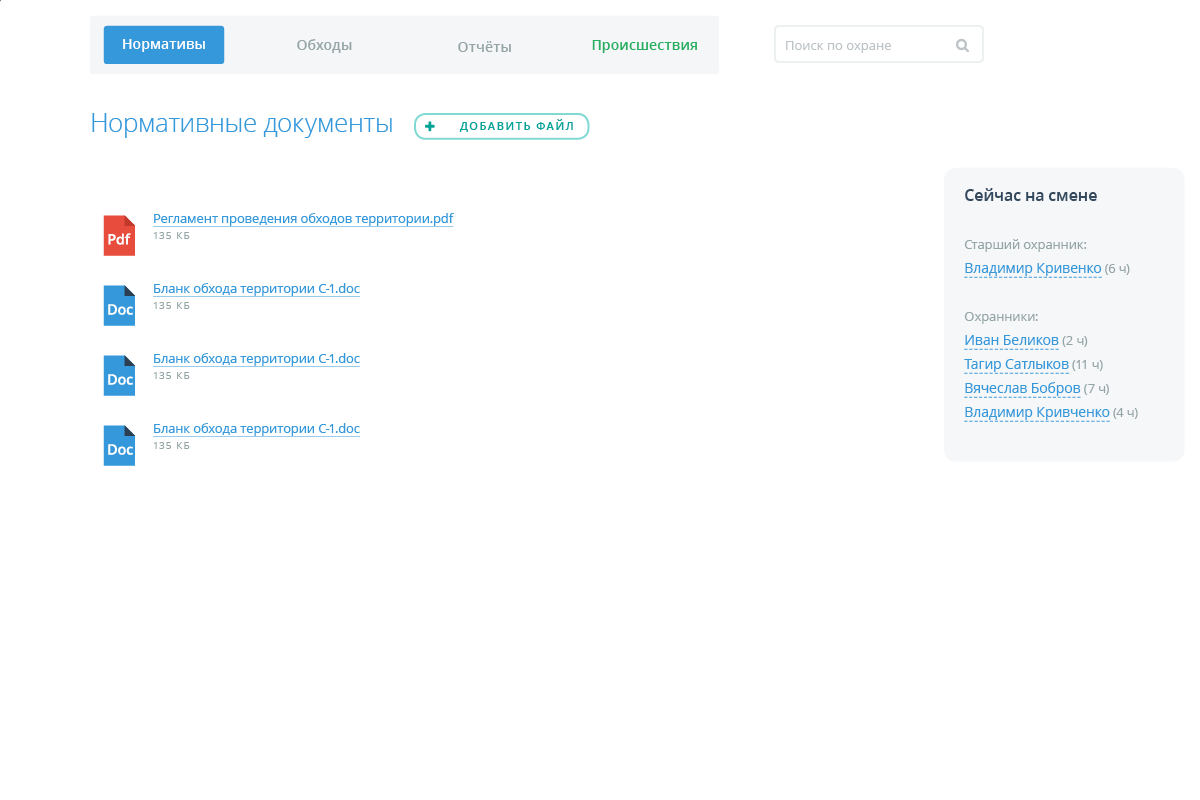 Нормативы Обходы Отчёты Происшествия Поиск по охране
Нормативные документы ДОБАВИТЬ ФАЙЛ
Pdf
Регламент проведения обходов территории.pdf
135 КБ
Doc
Бланк обхода территории С-1.doc
135 КБ
Doc
Бланк обхода территории С-1.doc
135 КБ
Doc
Бланк обхода территории С-1.doc
135 КБ
Сейчас на смене
Старший охранник:
Владимир Кривенко (6 ч)
Охранники:
Иван Беликов (2 ч)
Тагир Сатлыков (11 ч)
Вячеслав Бобров (7 ч)
Владимир Кривченко (4 ч)